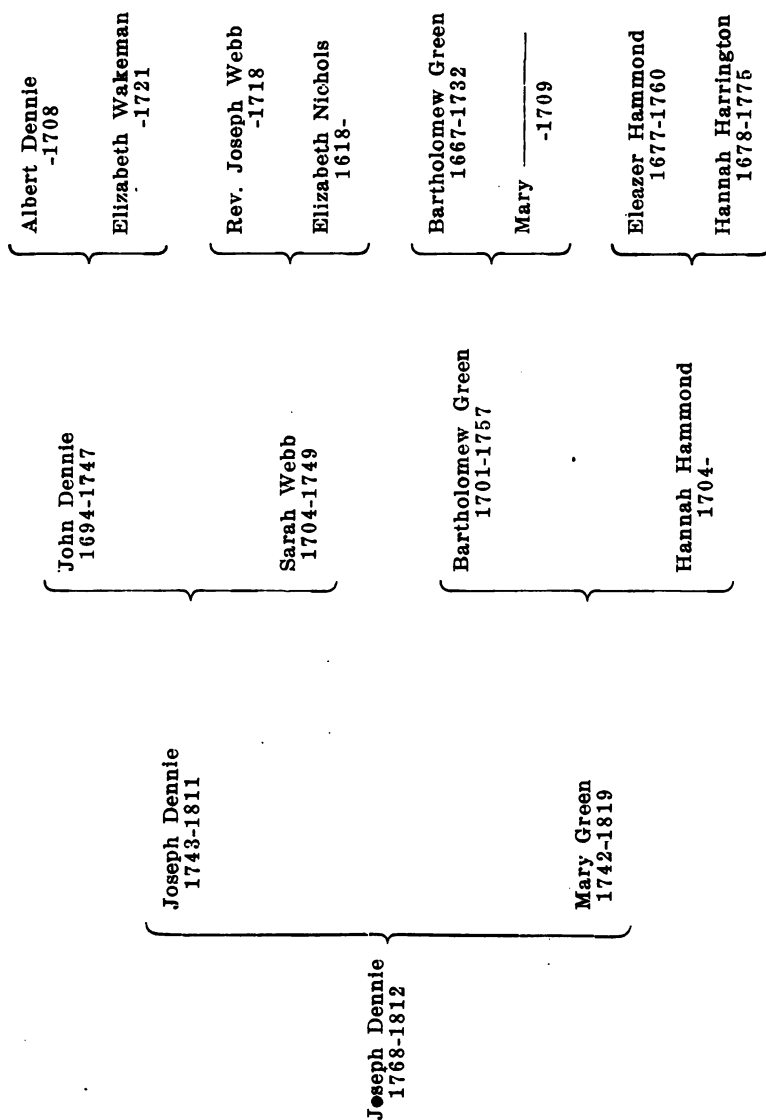 Joseph Dennie
1768-1812
Joseph Dennie
1743-1811
Mary Green
1742-1819
John Dennie
1694-1747
Sarah Webb
1704-1749
Bartholomew Green
1701-1757
Hannah Hammond
1704-
Albert Dennie
-1708
Elizabeth Wakeman
-1721
Rev. Joseph Webb
-1718
Elizabeth Nichols
1618-
Bartholomew Green
1667-1732
Mary ———
-1709
Eleazer Hammond
1677-1760
Hannah Harrington
1678-1775